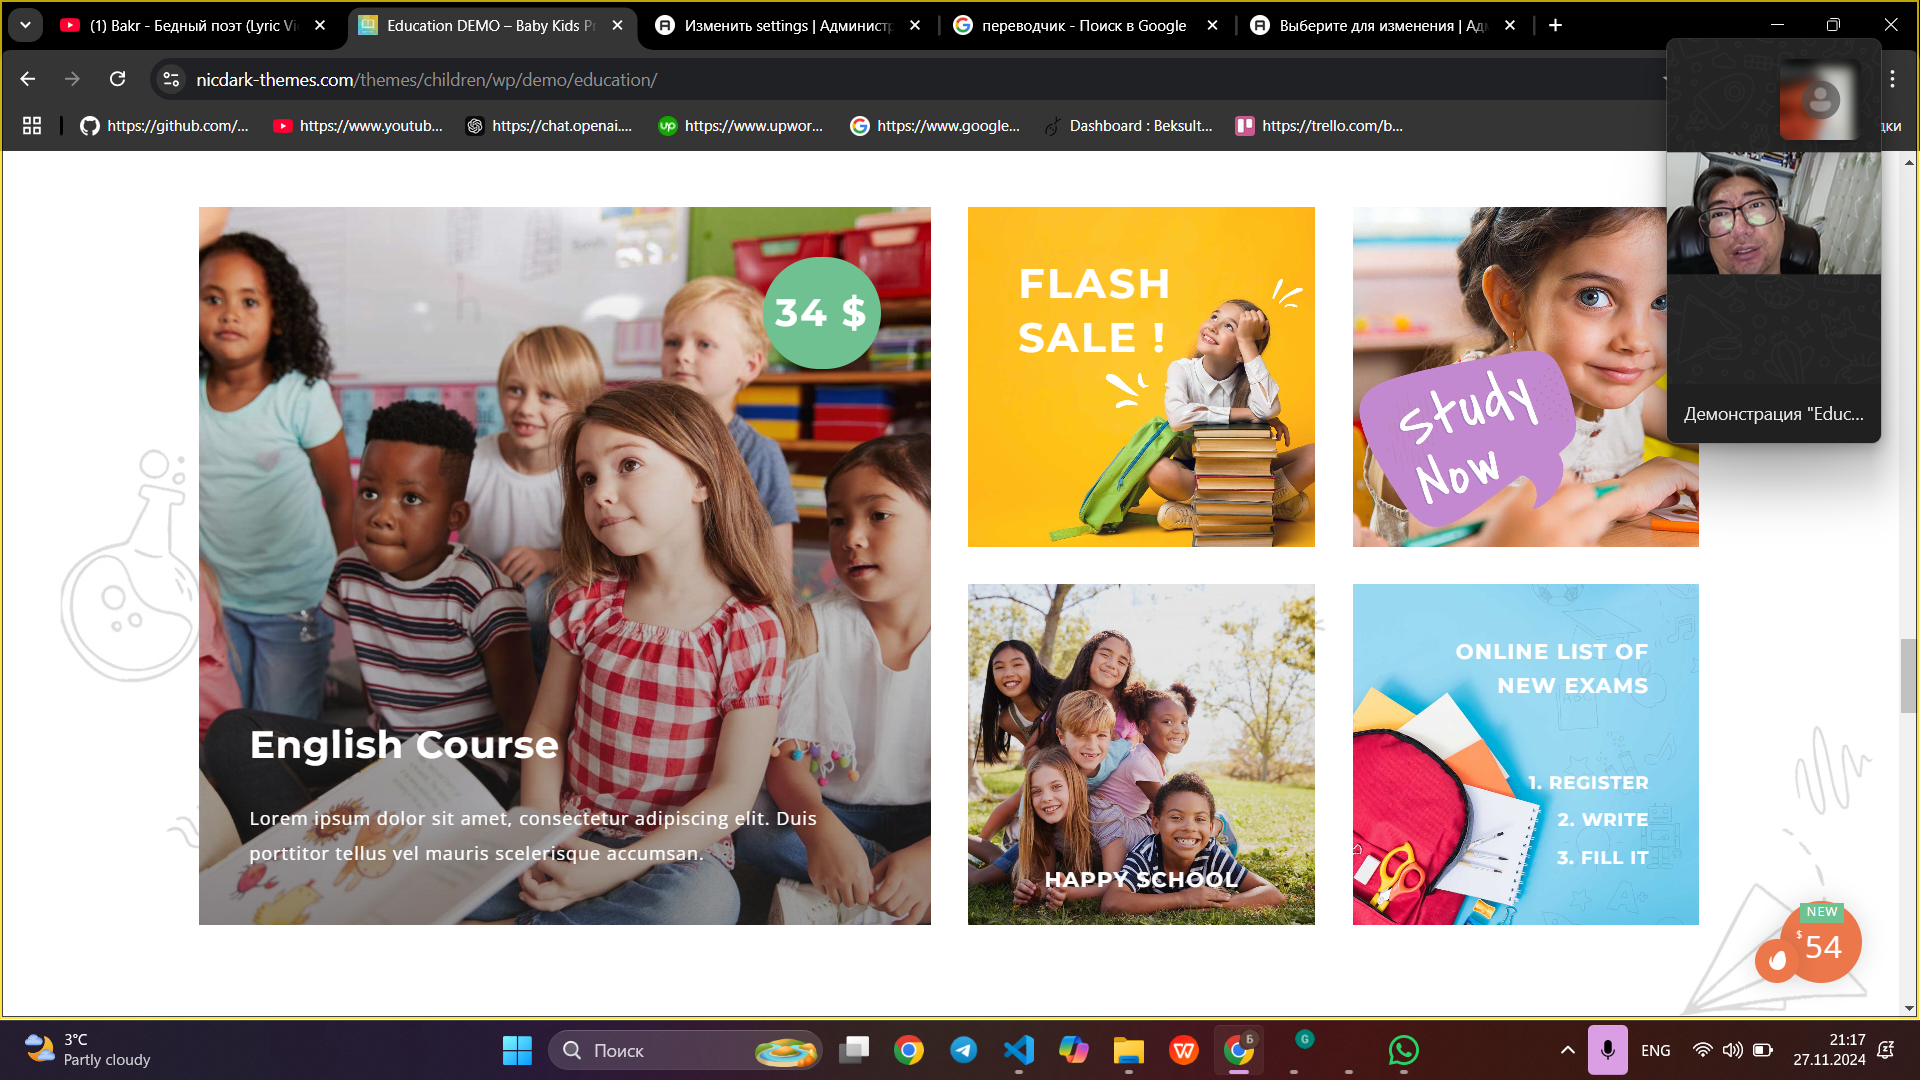 (1) Bakr - Бедный поэт (Lyric Vi
Education DEMO – Baby Kids P
Изменить settings | Админист
переводчик - Поиск в Google
Выберите для изменения | Ад
nicdark-themes.com/themes/children/wp/demo/education/
https://github.com/...
https://www.youtub...
https://chat.openai....
https://www.upwor...
https://www.google...
Dashboard : Beksult...
https://trello.com/b...
дки
Демонстрация "Educ...
34 $
English Course
Lorem ipsum dolor sit amet, consectetur adipiscing elit. Duis
porttitor tellus vel mauris scelerisque accumsan.
FLASH
SALE !
Study
Now
HAPPY SCHOOL
ONLINE LIST OF
NEW EXAMS
1. REGISTER
2. WRITE
3. FILL IT
NEW
$ 54
3°C
Partly cloudy
Поиск
ENG
21:17
27.11.2024